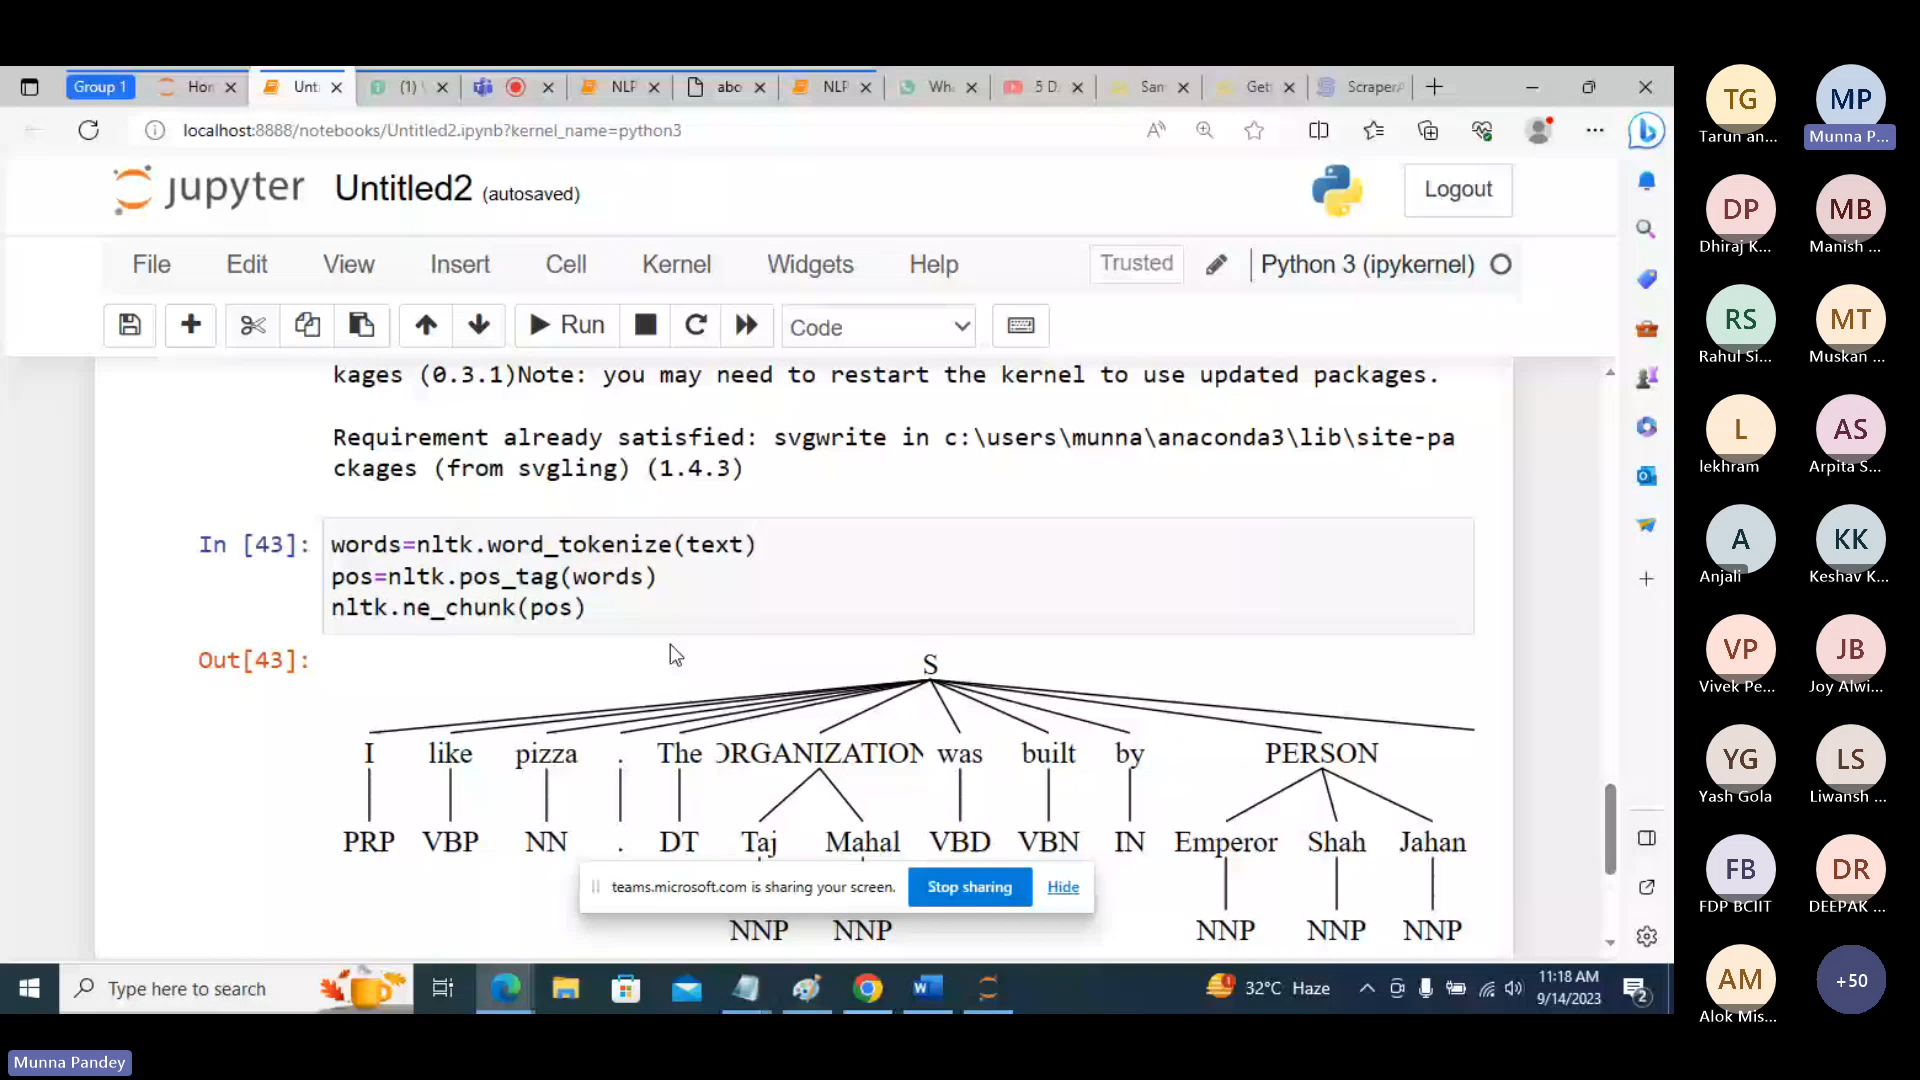 Group 1 Hor Unti (1) NLP abo NLP Wh 5 D Sam Get ScraperA
localhost:8888/notebooks/Untitled2.ipynb?kernel_name=python3
jupyter Untitled2 (autosaved) Logout
File Edit View Insert Cell Kernel Widgets Help Trusted Python 3 (ipykernel)
Run Code
kages (0.3.1)Note: you may need to restart the kernel to use updated packages.
Requirement already satisfied: svgwrite in c:\users\munna\anaconda3\lib\site-pa
ckages (from svgling) (1.4.3)
In [43]: words=nltk.word_tokenize(text)
pos=nltk.pos_tag(words)
nltk.ne_chunk(pos)
Out[43]:
S
I like pizza . The ORGANIZATION was built by PERSON
PRP VBP NN . DT Taj Mahal VBD VBN IN Emperor Shah Jahan
teams.microsoft.com is sharing your screen. Stop sharing Hide
NNP NNP NNP NNP NNP
Type here to search
W
32°C Haze
11:18 AM
9/14/2023
2
Munna Pandey
TG MP
Tarun an... Munna P...
DP MB
Dhiraj K... Manish ...
RS MT
Rahul Si... Muskan ...
L AS
lekhram Arpita S...
A KK
Anjali Keshav K...
VP JB
Vivek Pe... Joy Alwi...
YG LS
Yash Gola Liwansh ...
FB DR
FDP BCIIT DEEPAK ...
AM +50
Alok Mis...